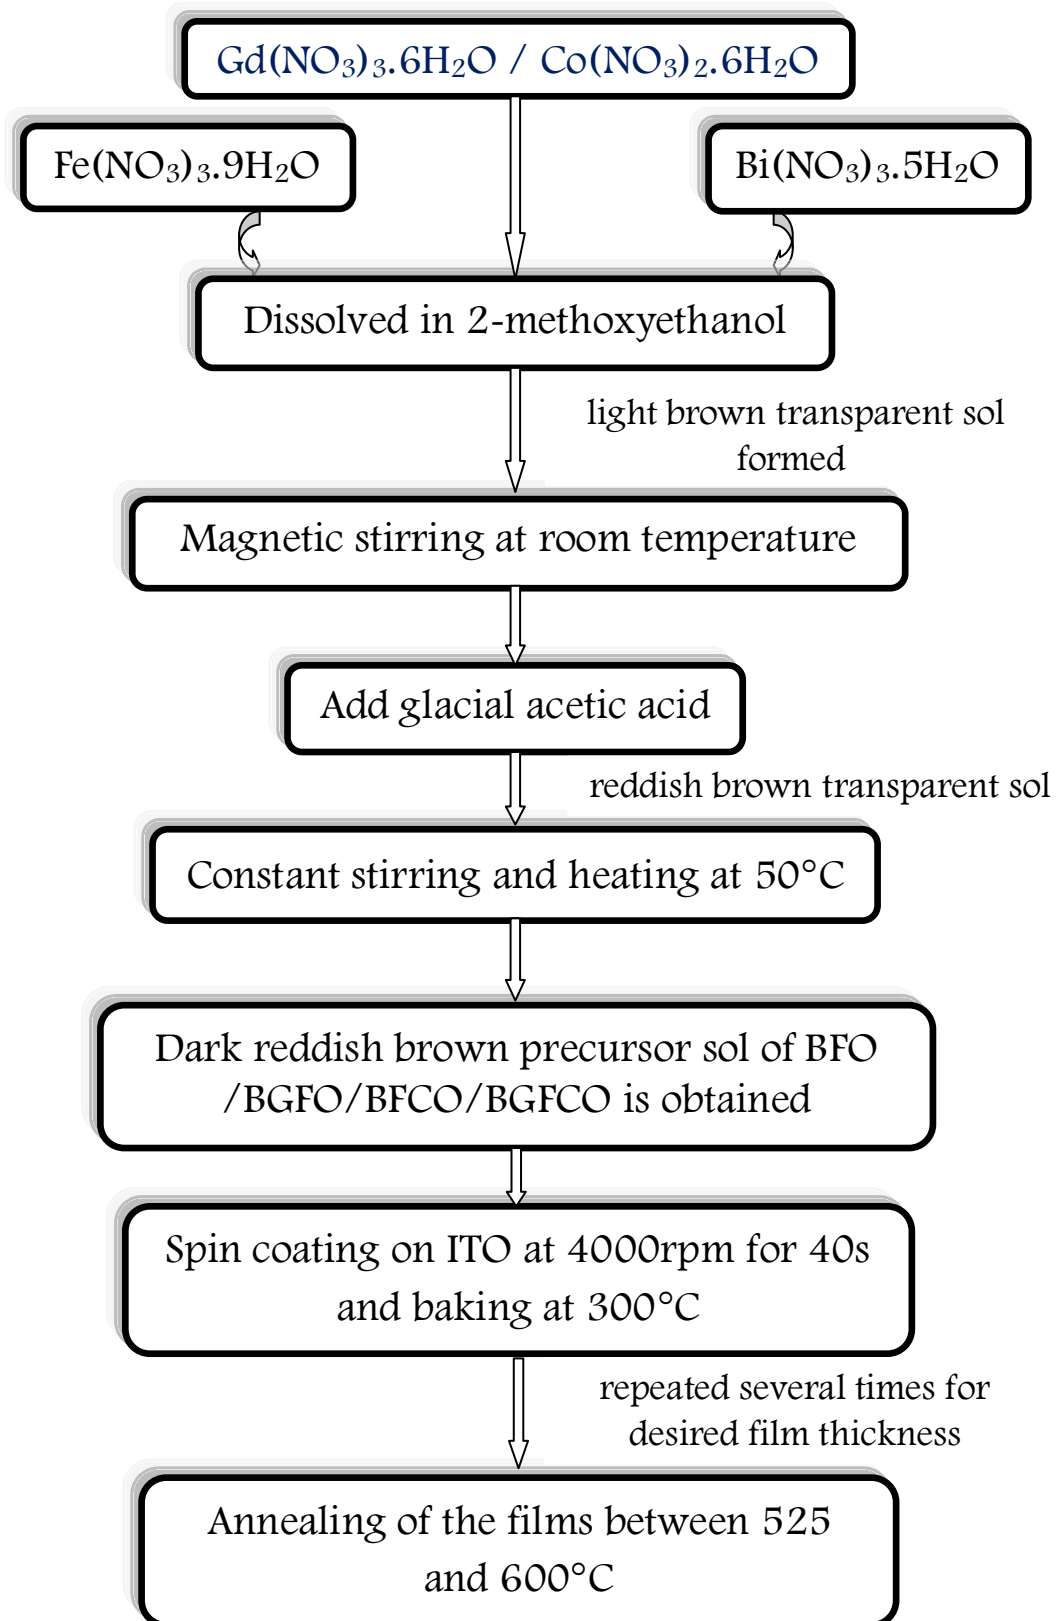 Gd(NO₃)₃.6H₂O / Co(NO₃)₂.6H₂O
Fe(NO₃)₃.9H₂O
Bi(NO₃)₃.5H₂O
Dissolved in 2-methoxyethanol
light brown transparent sol
formed
Magnetic stirring at room temperature
Add glacial acetic acid
reddish brown transparent sol
Constant stirring and heating at 50°C
Dark reddish brown precursor sol of BFO
/BGFO/BFCO/BGFCO is obtained
Spin coating on ITO at 4000rpm for 40s
and baking at 300°C
repeated several times for
desired film thickness
Annealing of the films between 525
and 600°C